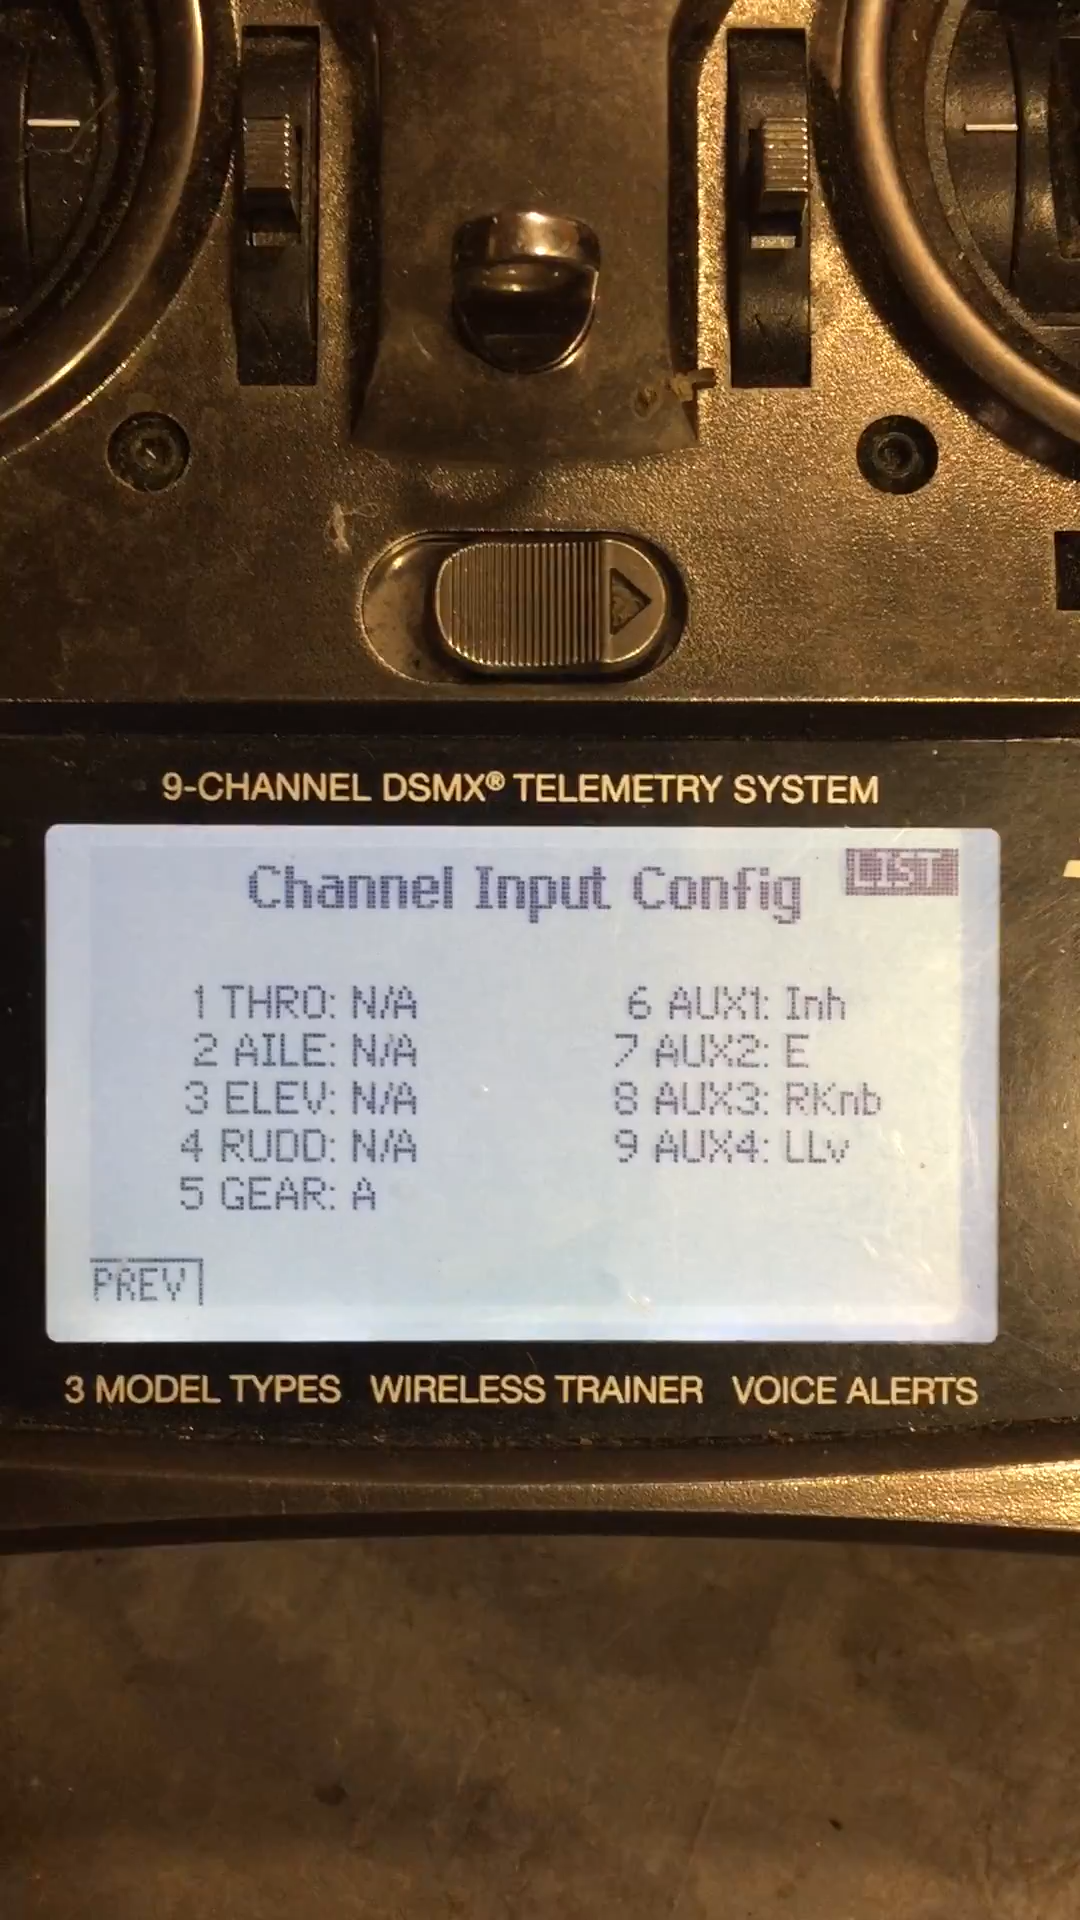 9-CHANNEL DSMX® TELEMETRY SYSTEM
Channel Input Config
LIST
1 THRO: N/A
2 AILE: N/A
3 ELEV: N/A
4 RUDD: N/A
5 GEAR: A
6 AUX1: Inh
7 AUX2: E
8 AUX3: RKnb
9 AUX4: LLv
PREV
3 MODEL TYPES WIRELESS TRAINER VOICE ALERTS